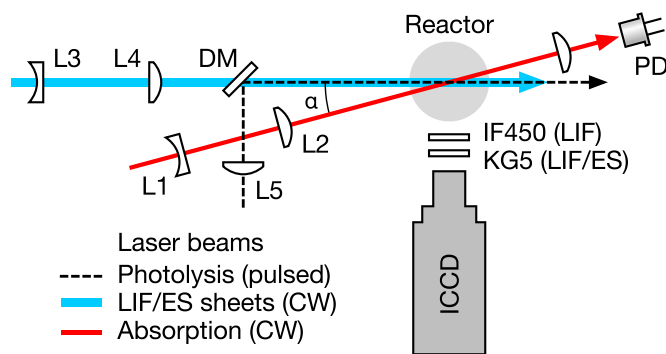 L3
L4
DM
Reactor
PD
α
L2
L1
L5
IF450 (LIF)
KG5 (LIF/ES)
ICCD
Laser beams
Photolysis (pulsed)
LIF/ES sheets (CW)
Absorption (CW)